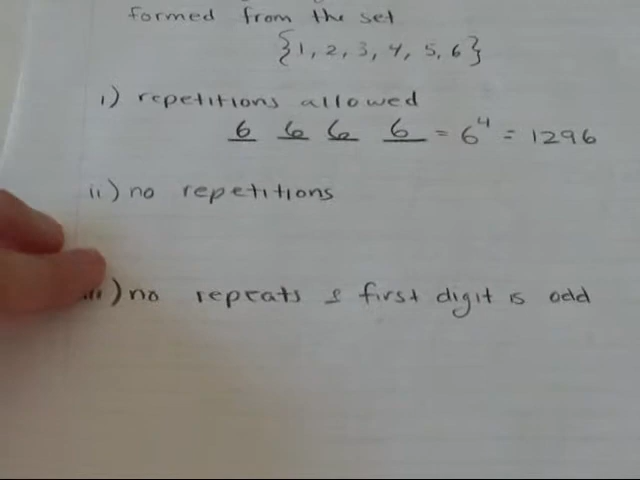 formed from the set
{1, 2, 3, 4, 5, 6}
i) repetitions allowed
6 6 6 6 = 6⁴ = 1296
ii) no repetitions
iii) no repeats & first digit is odd